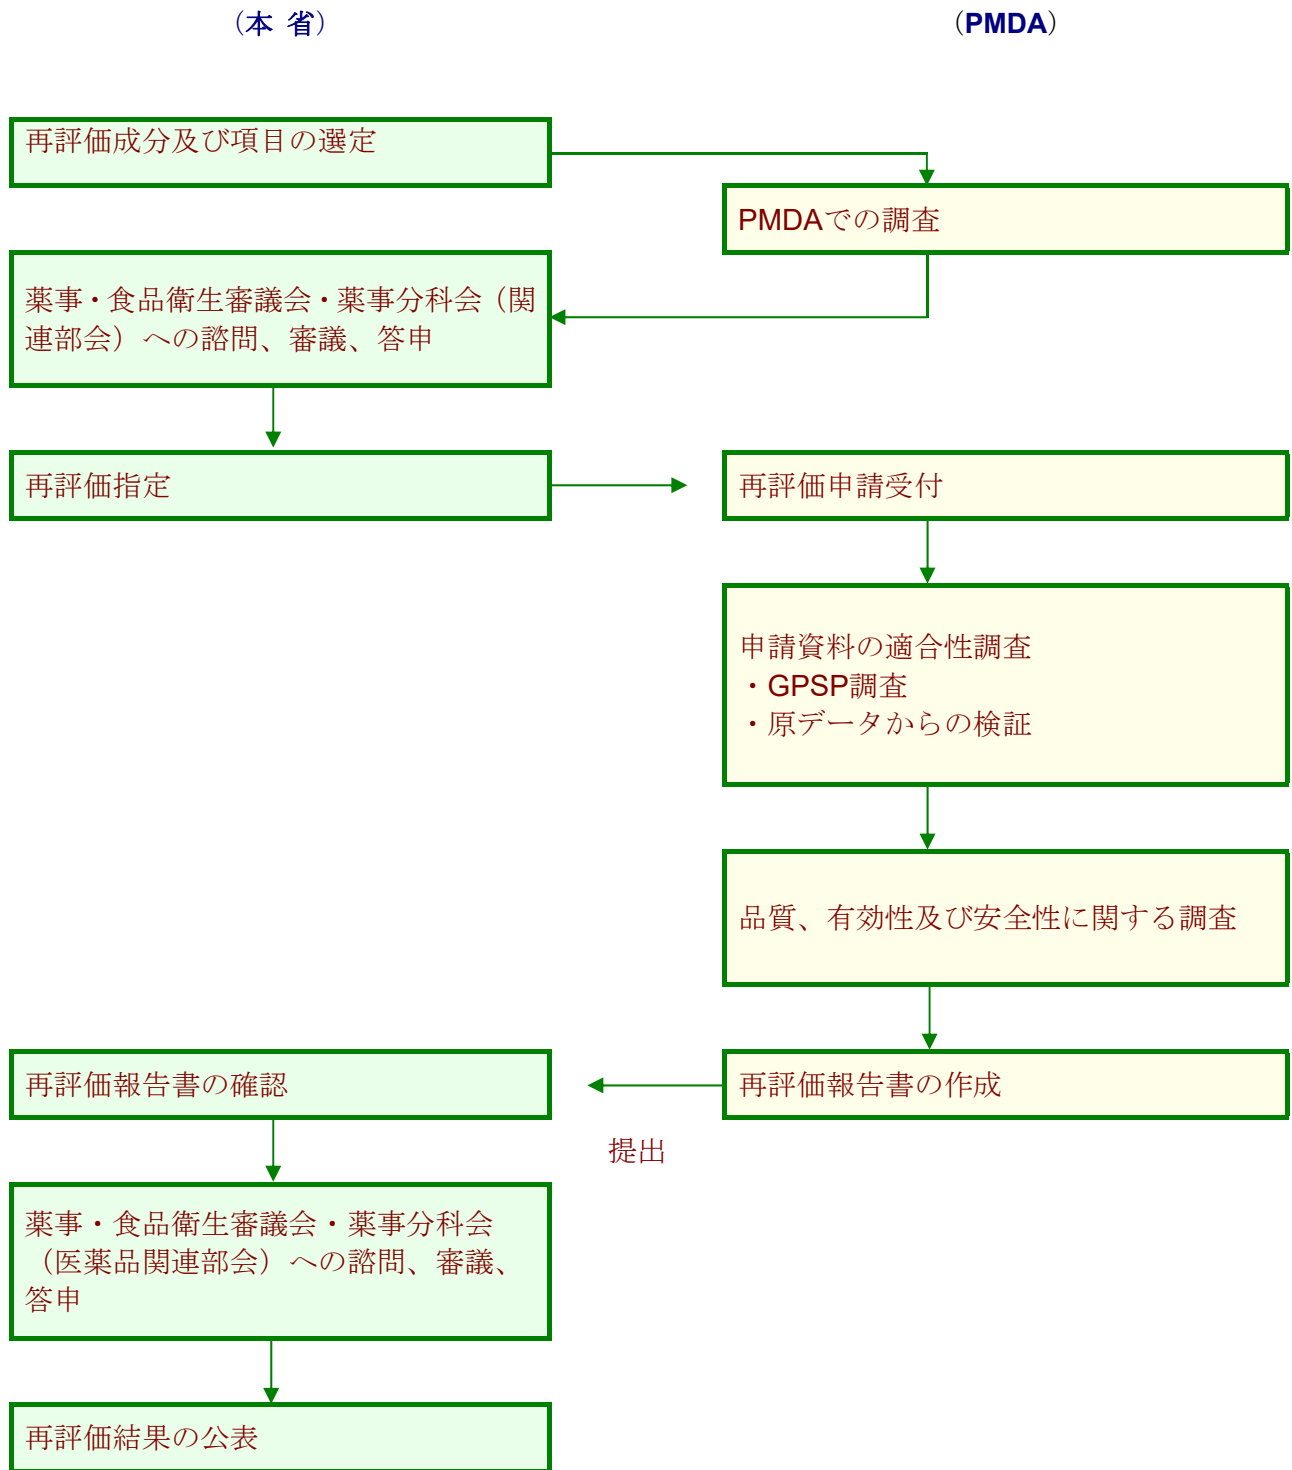 （本 省）
（PMDA）
再評価成分及び項目の選定
PMDAでの調査
薬事・食品衛生審議会・薬事分科会（関
連部会）への諮問、審議、答申
再評価指定
再評価申請受付
申請資料の適合性調査
・GPSP調査
・原データからの検証
品質、有効性及び安全性に関する調査
再評価報告書の確認
再評価報告書の作成
提出
薬事・食品衛生審議会・薬事分科会
（医薬品関連部会）への諮問、審議、
答申
再評価結果の公表